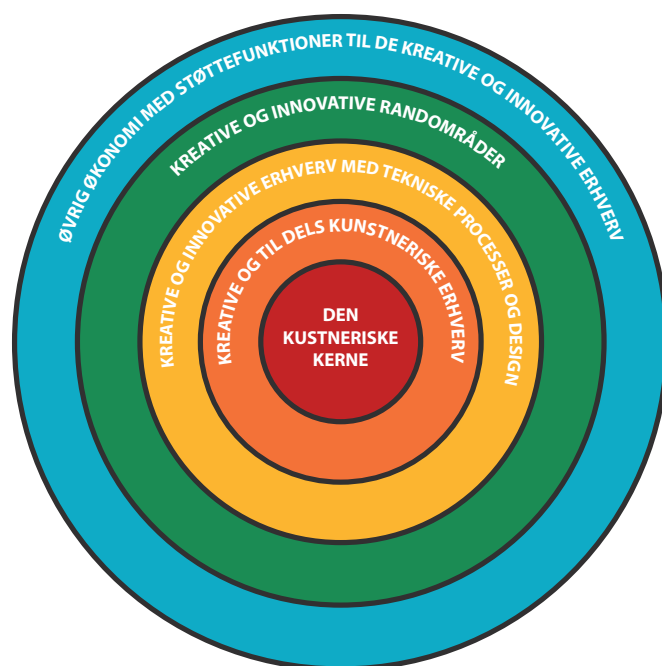 ØVRIG ØKONOMI MED STØTTEFUNKTIONER TIL DE KREATIVE OG INNOVATIVE ERHVERV
KREATIVE OG INNOVATIVE RANDOMRÅDER
KREATIVE OG INNOVATIVE ERHVERV MED TEKNISKE PROCESSER OG DESIGN
KREATIVE OG TIL DELS KUNSTNERISKE ERHVERV
DEN
KUSTNERISKE
KERNE